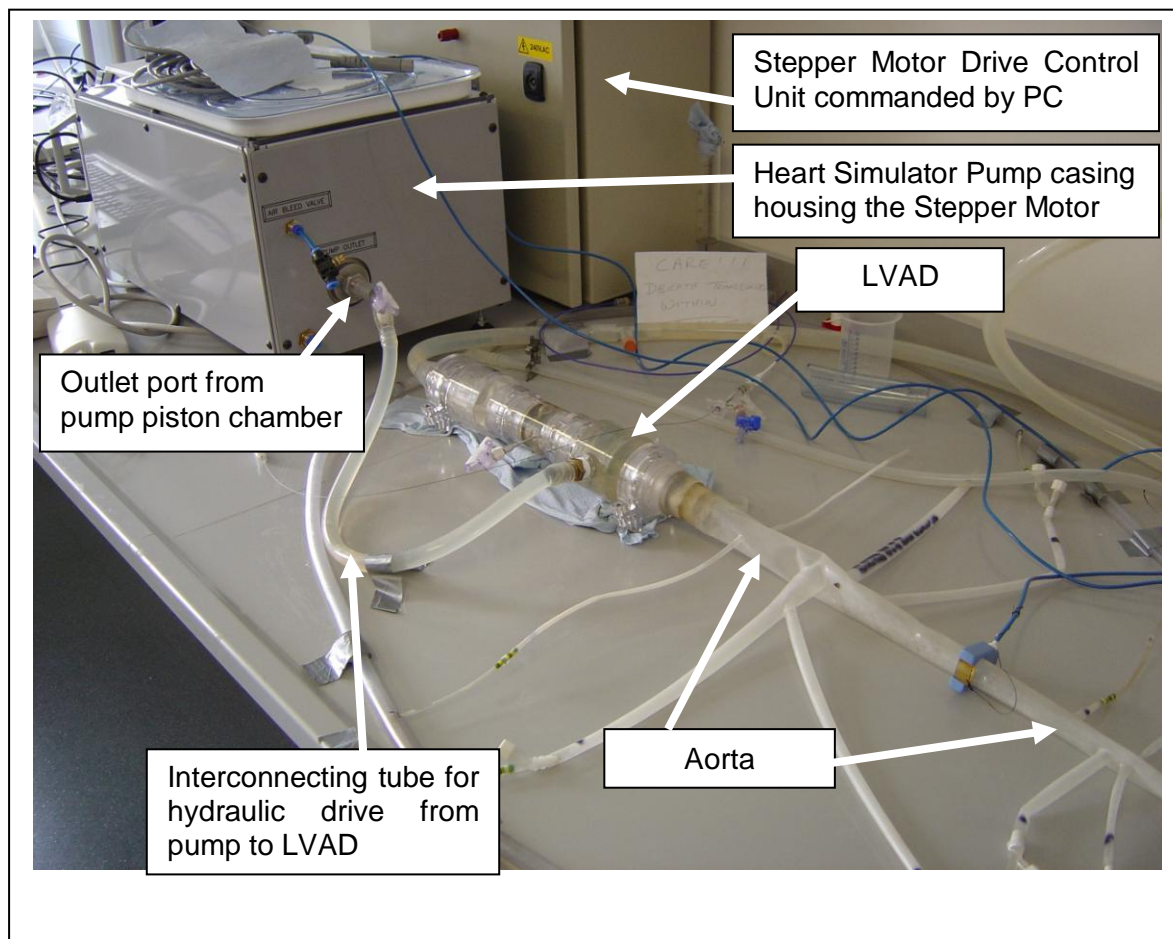 Stepper Motor Drive Control
Unit commanded by PC
240VAC
Heart Simulator Pump casing
housing the Stepper Motor
AIR BLEED VALVE
PUMP OUTLET
LVAD
CARE!!!
WITHIN
Outlet port from
pump piston chamber
Aorta
Interconnecting tube for
hydraulic drive from
pump to LVAD